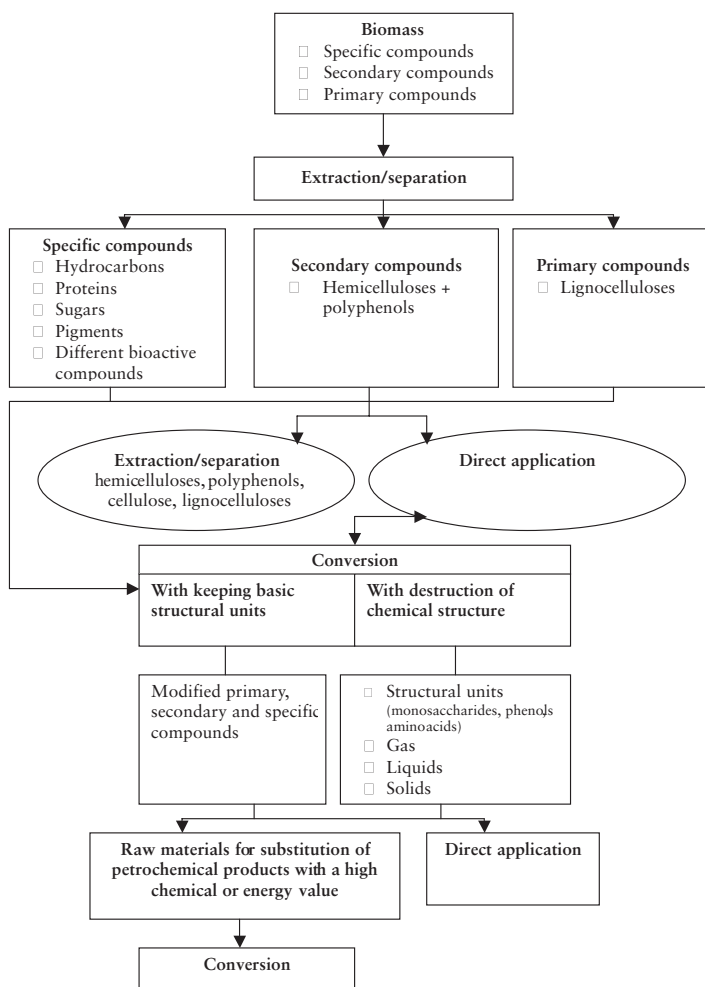 Biomass
Specific compounds
Secondary compounds
Primary compounds
Extraction/separation
Specific compounds
Hydrocarbons
Proteins
Sugars
Pigments
Different bioactive
compounds
Secondary compounds
Hemicelluloses +
polyphenols
Primary compounds
Lignocelluloses
Extraction/separation
hemicelluloses, polyphenols,
cellulose, lignocelluloses
Direct application
Conversion
With keeping basic
structural units
With destruction of
chemical structure
Modified primary,
secondary and specific
compounds
Structural units
(monosaccharides, phenols,
aminoacids)
Gas
Liquids
Solids
Raw materials for substitution of
petrochemical products with a high
chemical or energy value
Direct application
Conversion